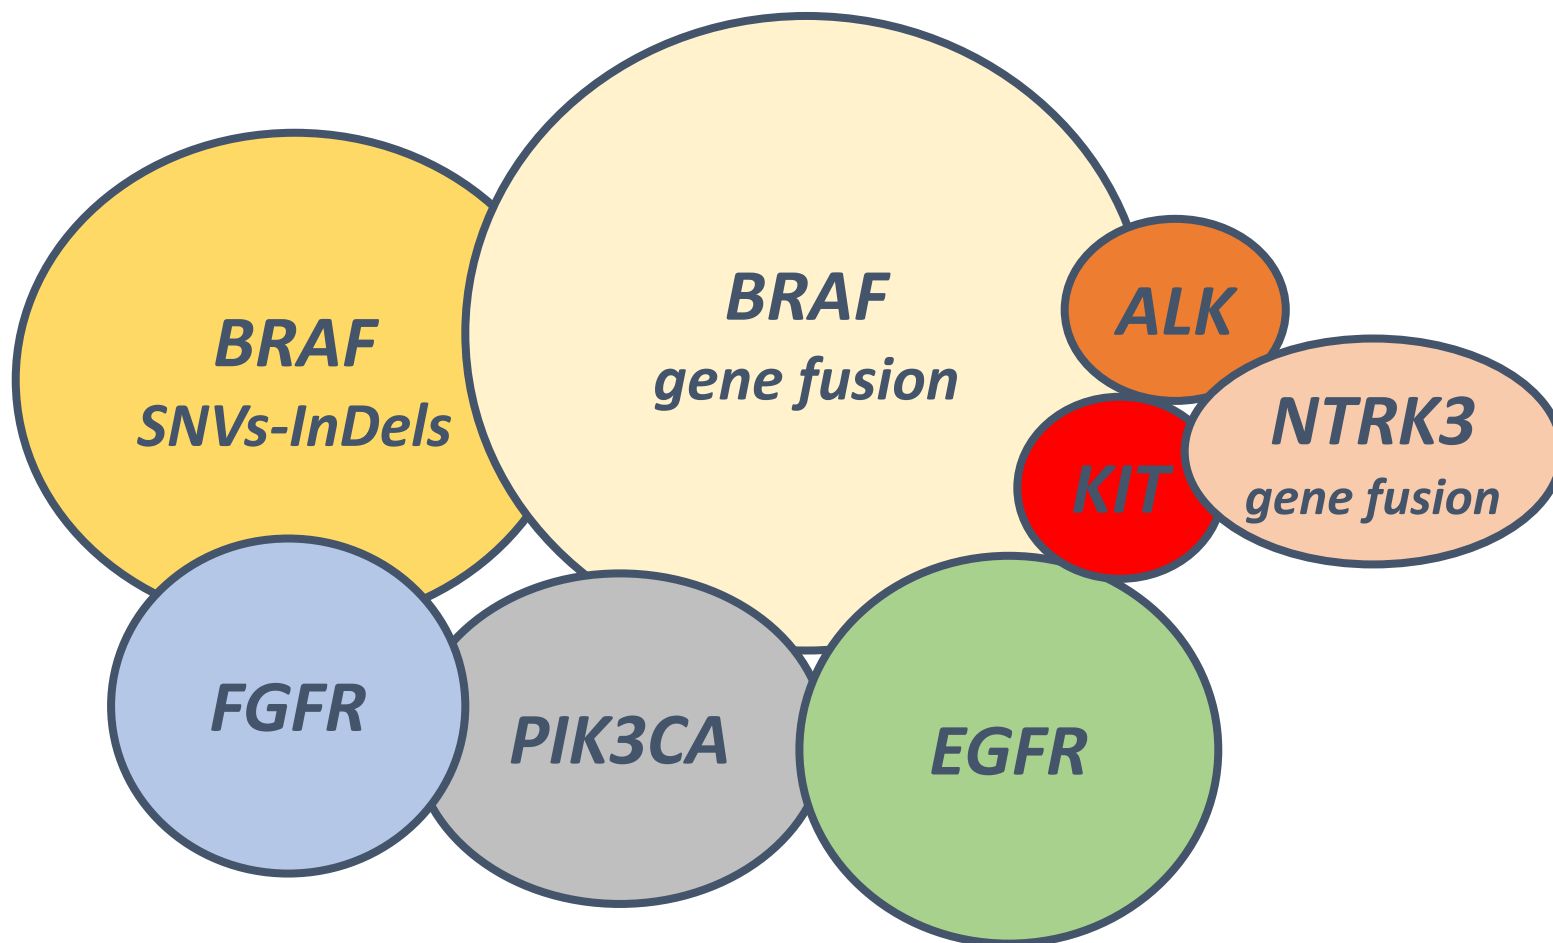 BRAF
SNVs-InDels
BRAF
gene fusion
ALK
KIT
NTRK3
gene fusion
FGFR
PIK3CA
EGFR